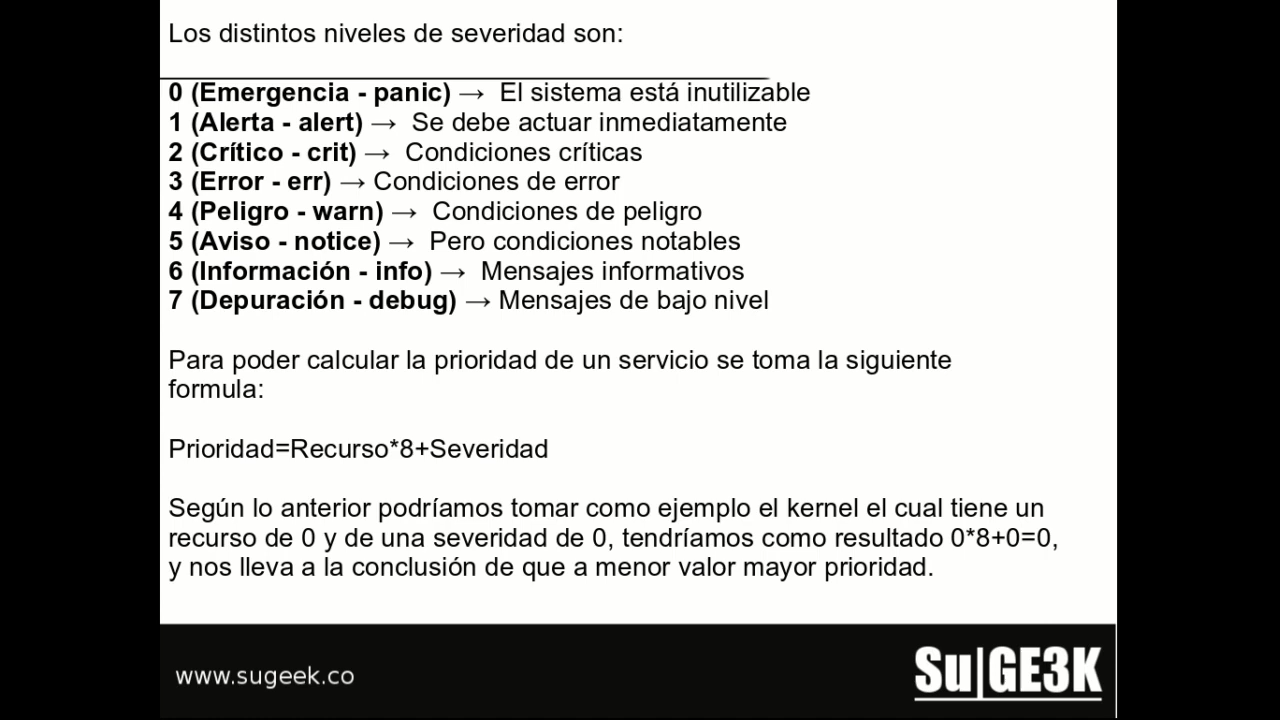 Los distintos niveles de severidad son:
0 (Emergencia - panic) → El sistema está inutilizable
1 (Alerta - alert) → Se debe actuar inmediatamente
2 (Crítico - crit) → Condiciones críticas
3 (Error - err) → Condiciones de error
4 (Peligro - warn) → Condiciones de peligro
5 (Aviso - notice) → Pero condiciones notables
6 (Información - info) → Mensajes informativos
7 (Depuración - debug) → Mensajes de bajo nivel
Para poder calcular la prioridad de un servicio se toma la siguiente
formula:
Prioridad=Recurso*8+Severidad
Según lo anterior podríamos tomar como ejemplo el kernel el cual tiene un
recurso de 0 y de una severidad de 0, tendríamos como resultado 0*8+0=0,
y nos lleva a la conclusión de que a menor valor mayor prioridad.
www.sugeek.co
Su|GE3K